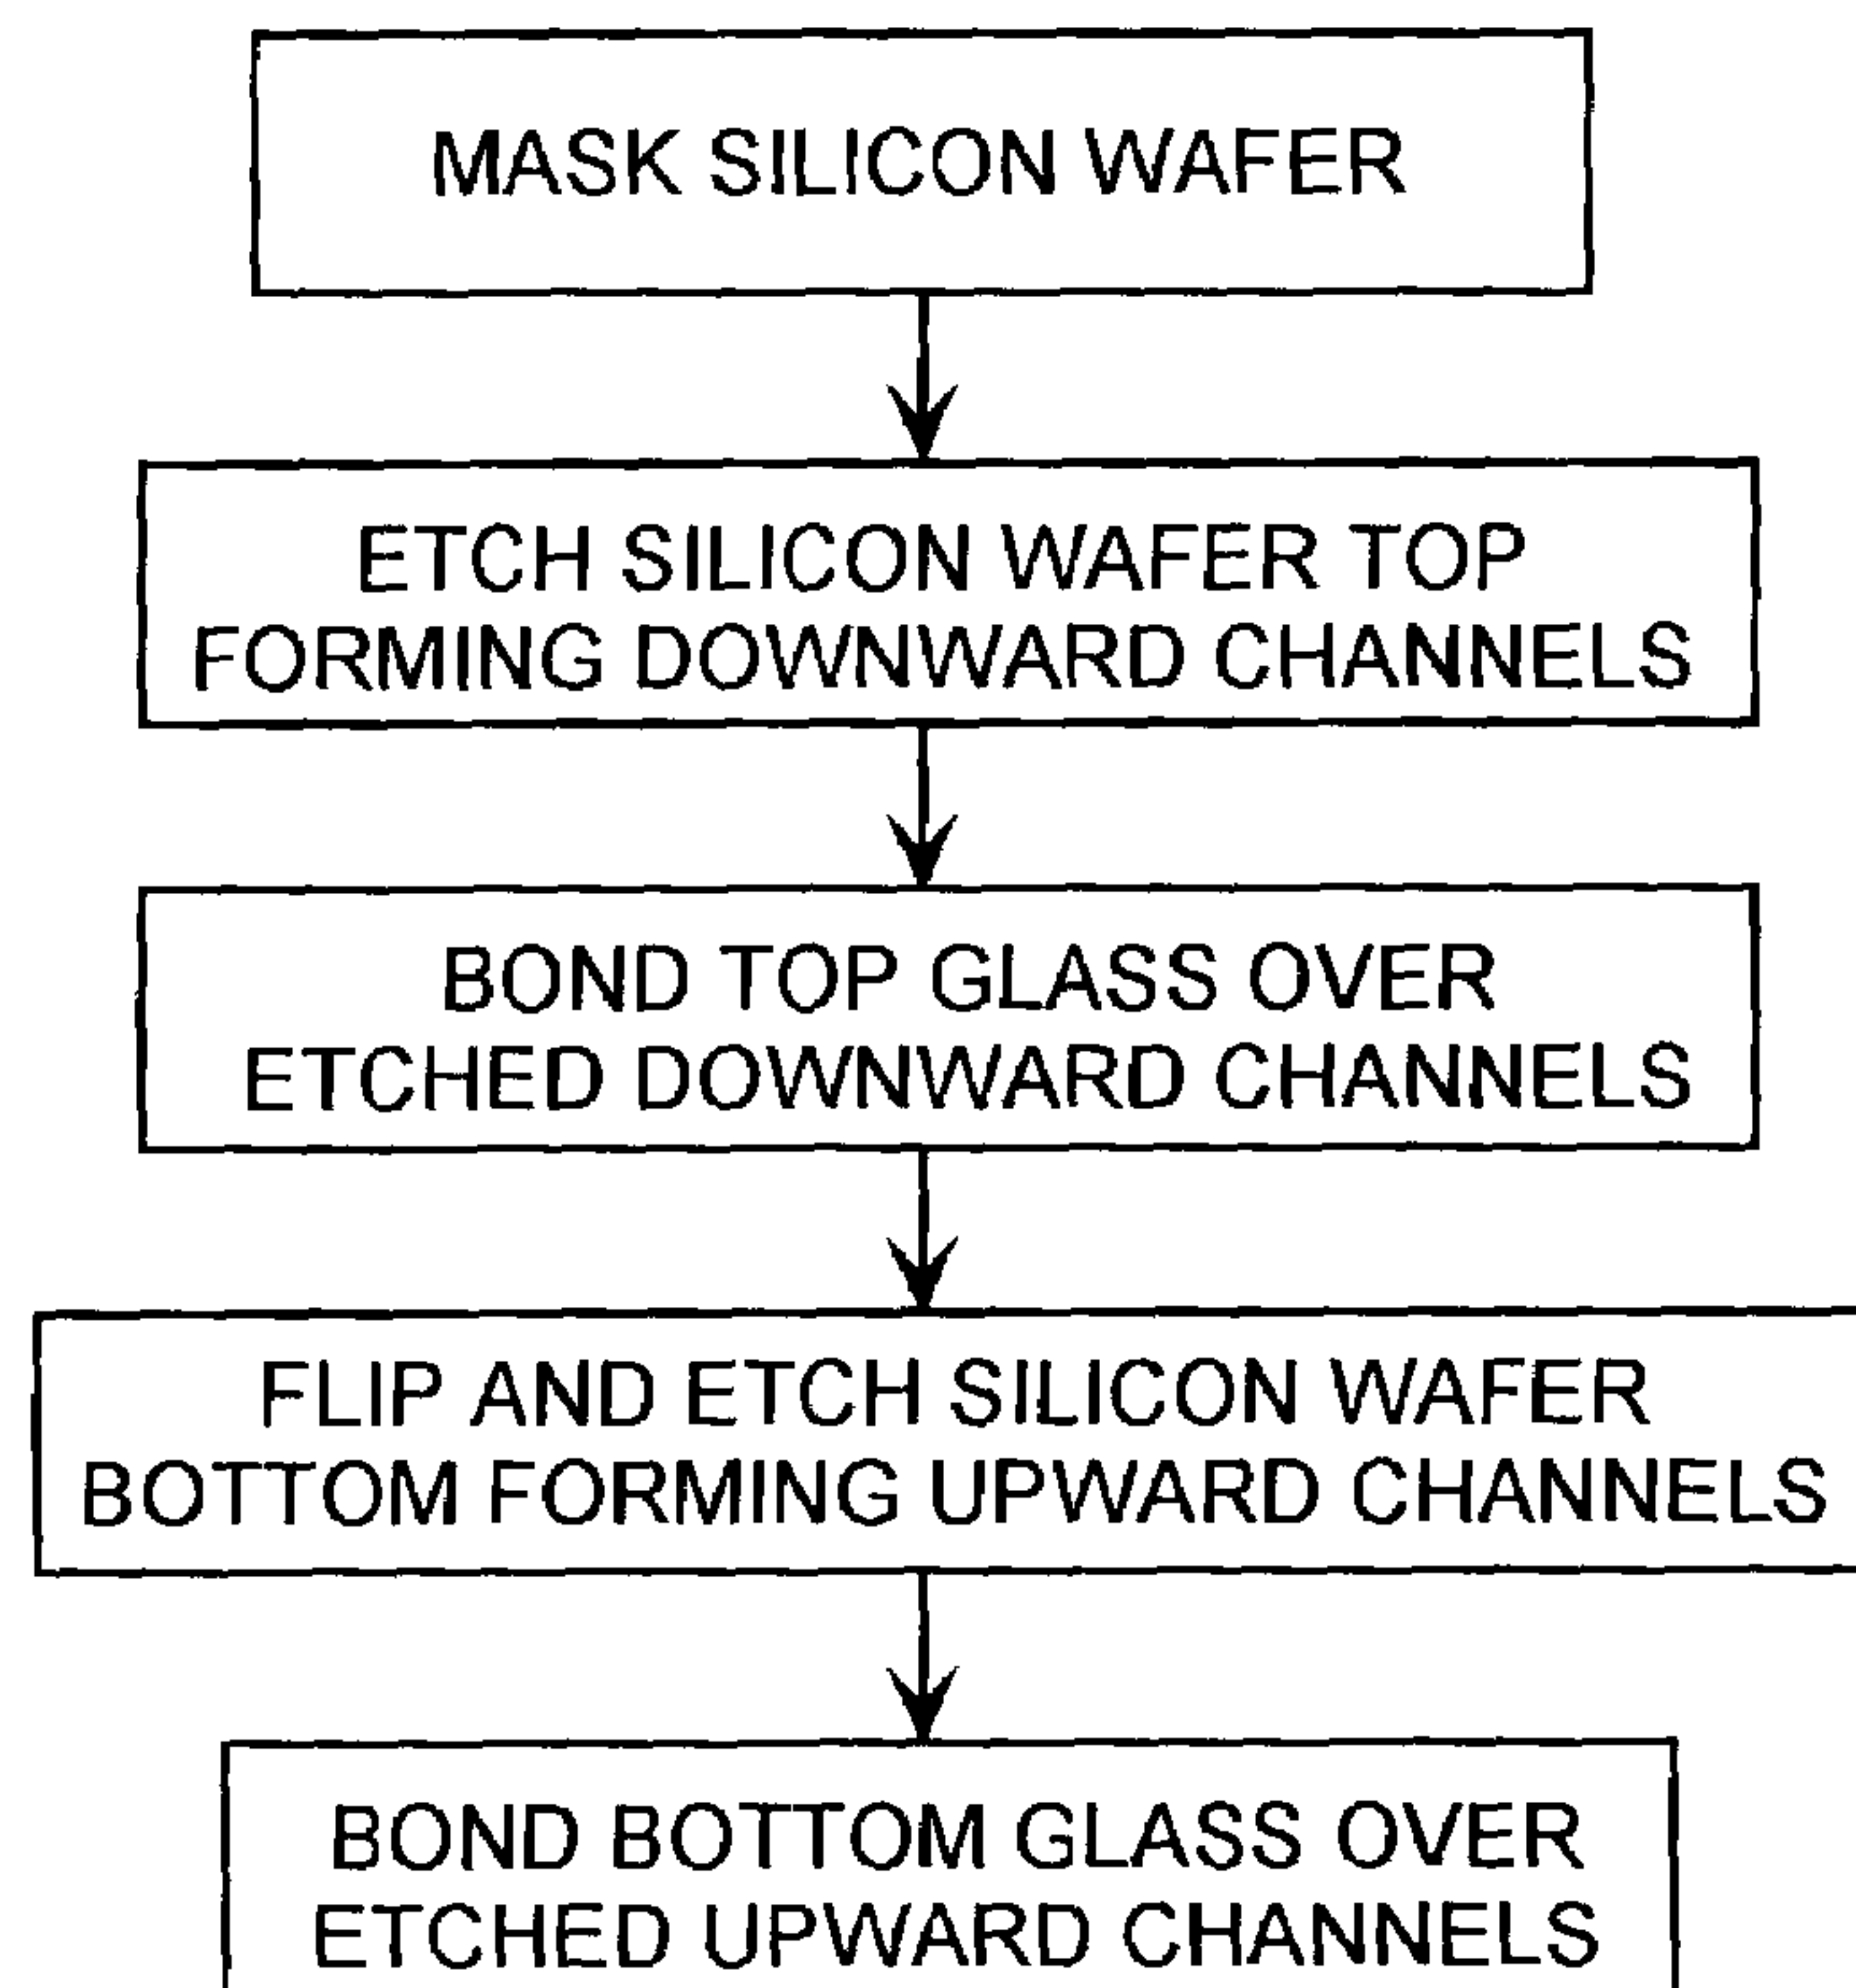 MASK SILICON WAFER
ETCH SILICON WAFER TOP
FORMING DOWNWARD CHANNELS
BOND TOP GLASS OVER
ETCHED DOWNWARD CHANNELS
FLIP AND ETCH SILICON WAFER
BOTTOM FORMING UPWARD CHANNELS
BOND BOTTOM GLASS OVER
ETCHED UPWARD CHANNELS